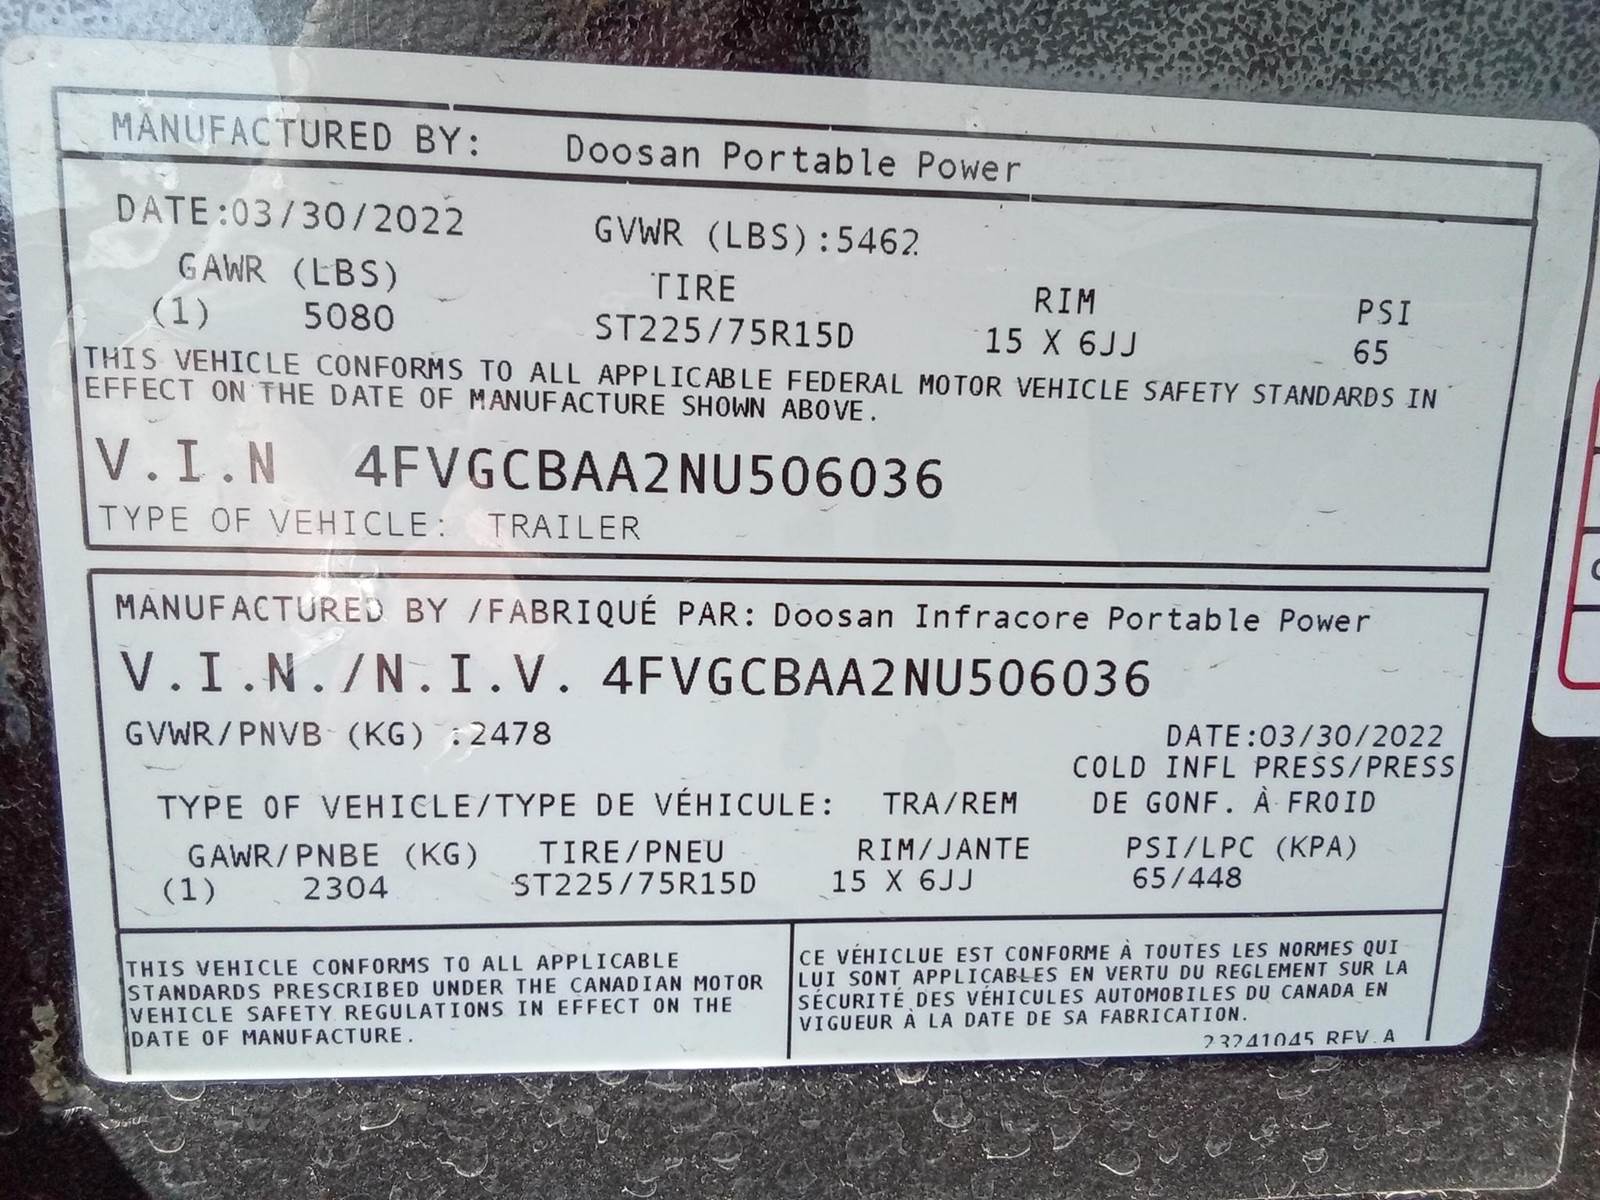 MANUFACTURED BY: Doosan Portable Power
DATE:03/30/2022 GVWR (LBS):5462
GAWR (LBS) TIRE RIM PSI
(1) 5080 ST225/75R15D 15 X 6JJ 65
THIS VEHICLE CONFORMS TO ALL APPLICABLE FEDERAL MOTOR VEHICLE SAFETY STANDARDS IN
EFFECT ON THE DATE OF MANUFACTURE SHOWN ABOVE.
V.I.N 4FVGCBAA2NU506036
TYPE OF VEHICLE: TRAILER
MANUFACTURED BY /FABRIQUÉ PAR: Doosan Infracore Portable Power
V.I.N./N.I.V. 4FVGCBAA2NU506036
GVWR/PNVB (KG) :2478 DATE:03/30/2022
COLD INFL PRESS/PRESS
TYPE OF VEHICLE/TYPE DE VÉHICULE: TRA/REM DE GONF. À FROID
GAWR/PNBE (KG) TIRE/PNEU RIM/JANTE PSI/LPC (KPA)
(1) 2304 ST225/75R15D 15 X 6JJ 65/448
THIS VEHICLE CONFORMS TO ALL APPLICABLE
STANDARDS PRESCRIBED UNDER THE CANADIAN MOTOR
VEHICLE SAFETY REGULATIONS IN EFFECT ON THE
DATE OF MANUFACTURE.
CE VÉHICLUE EST CONFORME À TOUTES LES NORMES QUI
LUI SONT APPLICABLES EN VERTU DU REGLEMENT SUR LA
SÉCURITÉ DES VÉHICULES AUTOMOBILES DU CANADA EN
VIGUEUR À LA DATE DE SA FABRICATION.
23241045 REV.A